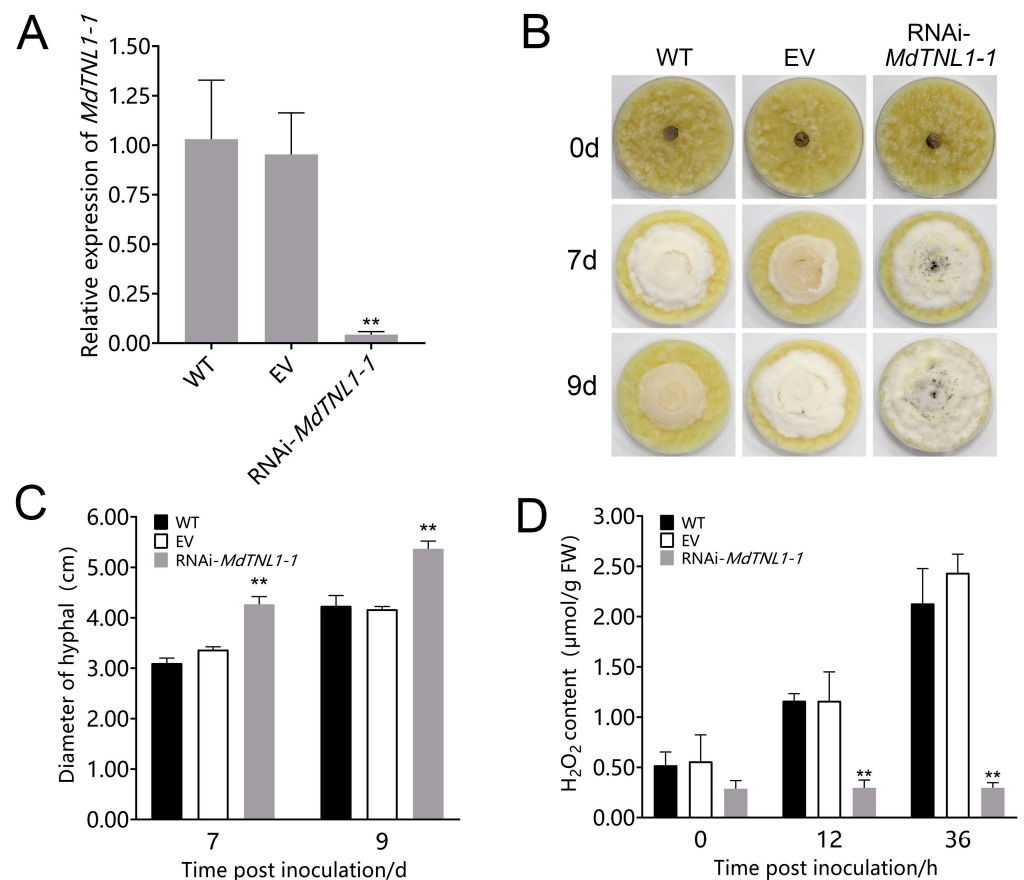 A
Relative expression of MdTNL1-1
1.50
1.25
1.00
0.75
0.50
0.25
0.00
**
WT
EV
RNAi-MdTNL1-1
B
WT
EV
RNAi-
MdTNL1-1
0d
7d
9d
C
Diameter of hyphal (cm)
6.00
5.00
4.00
3.00
2.00
1.00
0.00
WT
EV
RNAi-MdTNL1-1
**
**
7
9
Time post inoculation/d
D
H₂O₂ content (μmol/g FW)
3.00
2.50
2.00
1.50
1.00
0.50
0.00
WT
EV
RNAi-MdTNL1-1
**
**
0
12
36
Time post inoculation/h